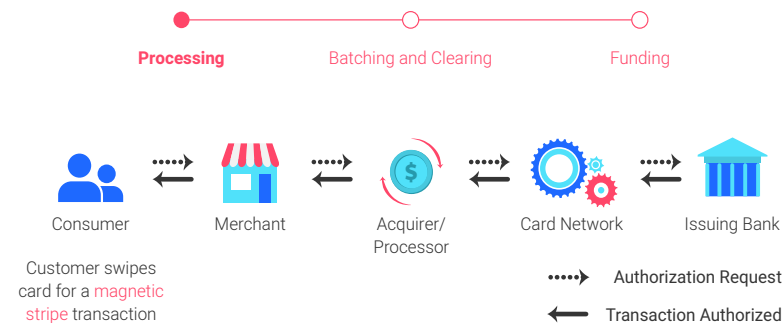 Processing
Batching and Clearing
Funding
Consumer
Merchant
Acquirer/
Processor
Card Network
Issuing Bank
Customer swipes
card for a magnetic
stripe transaction
Authorization Request
Transaction Authorized
$